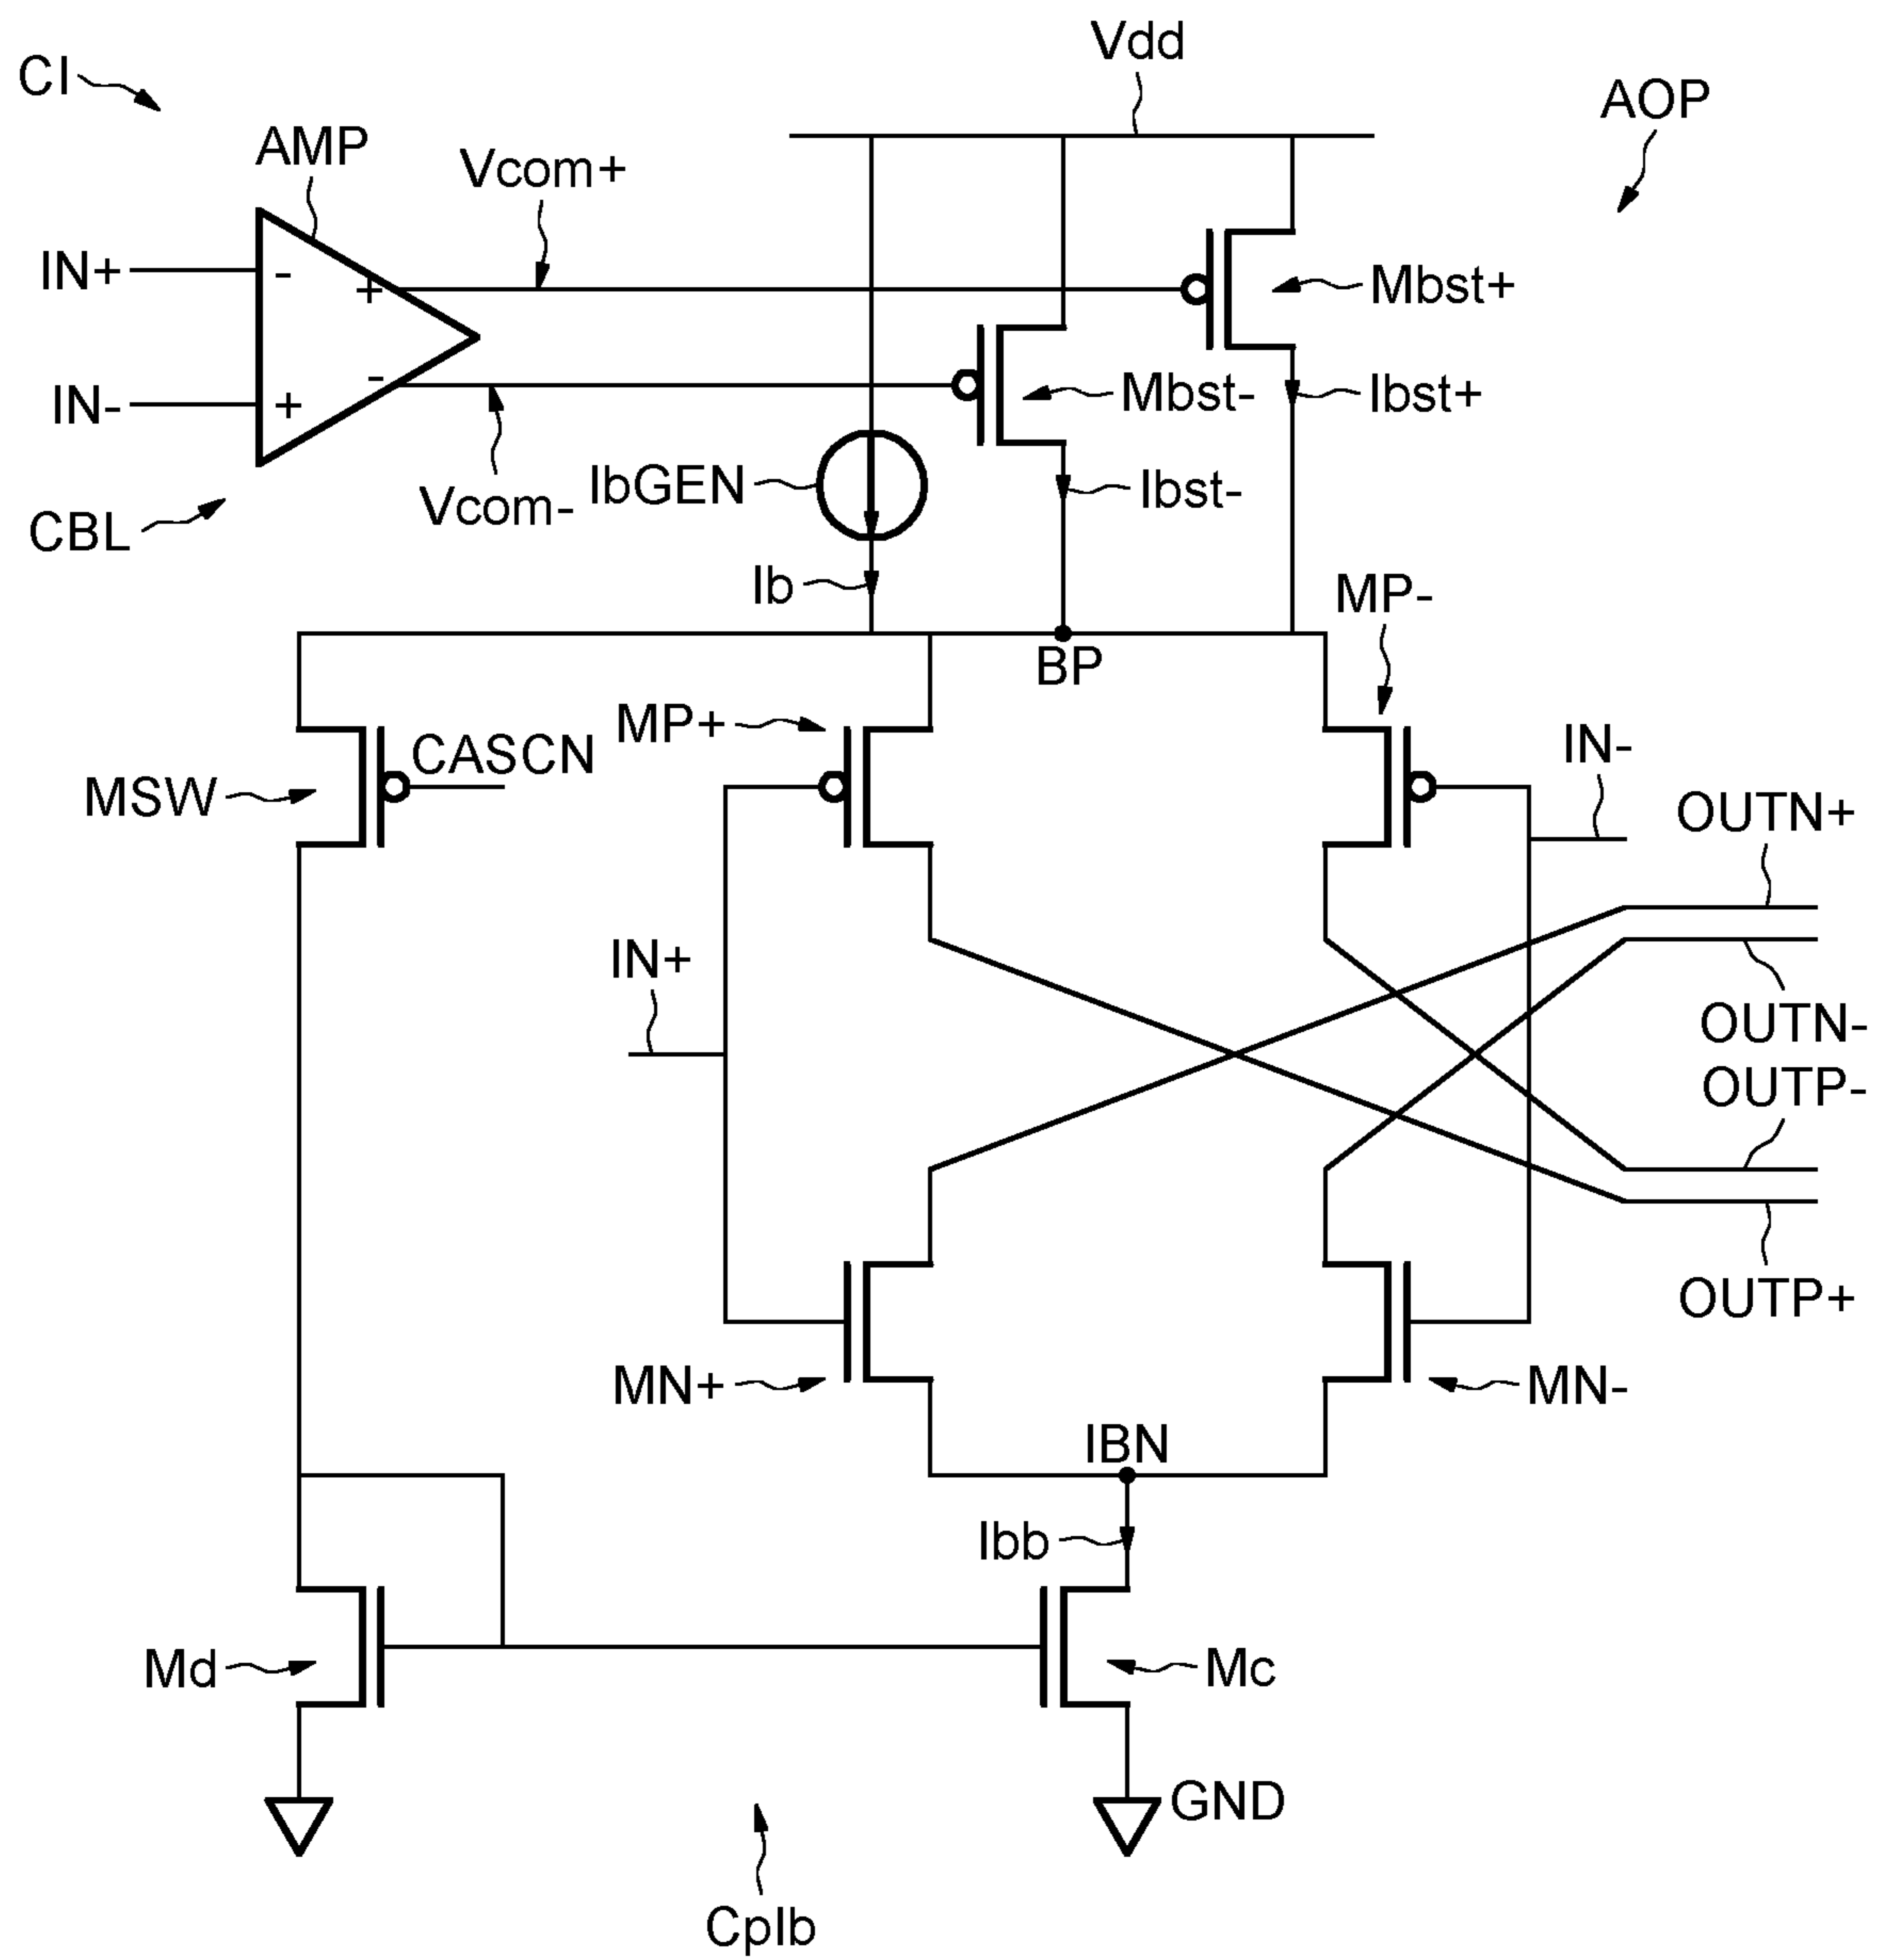 Vdd
CI
AOP
AMP
Vcom+
IN+
-
+
Mbst+
IN-
+
-
Mbst-
Ibst+
IbGEN
Ibst-
Vcom-
CBL
Ib
MP-
BP
MP+
IN-
CASCN
MSW
OUTN+
IN+
OUTN-
OUTP-
OUTP+
MN+
MN-
IBN
Ibb
Md
Mc
GND
CpIb